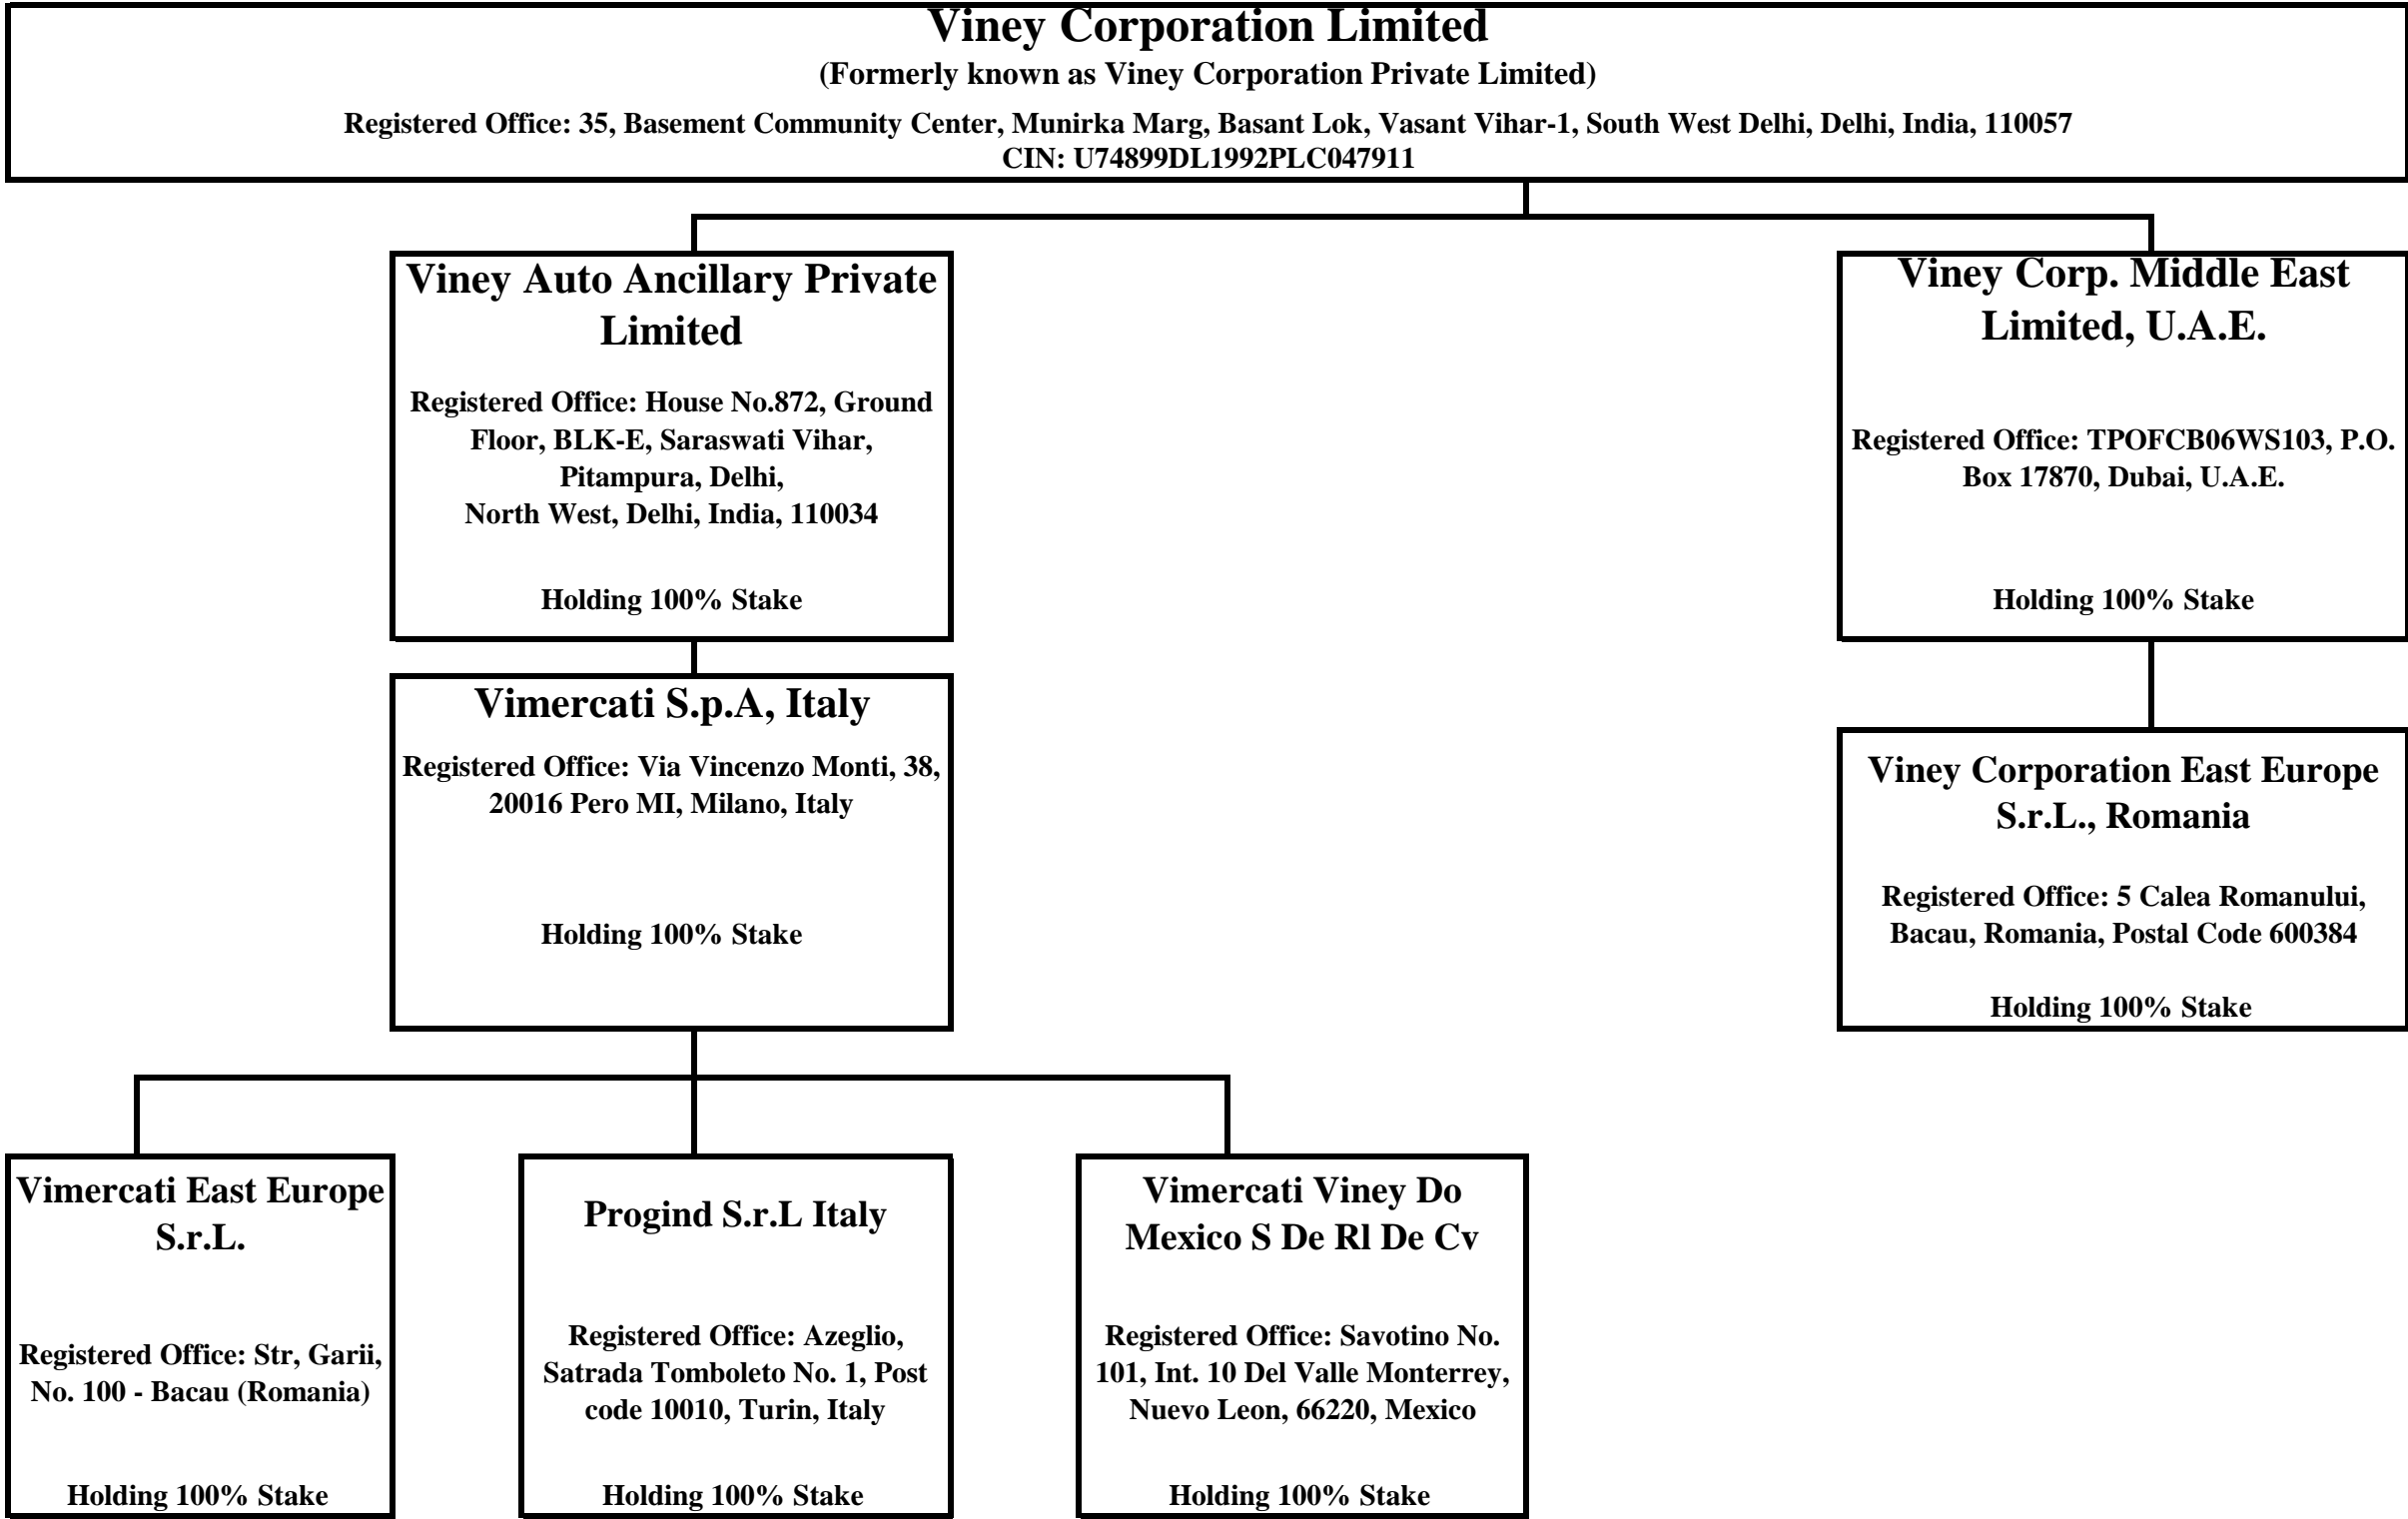 Viney Corporation Limited
(Formerly known as Viney Corporation Private Limited)
Registered Office: 35, Basement Community Center, Munirka Marg, Basant Lok, Vasant Vihar-1, South West Delhi, Delhi, India, 110057
CIN: U74899DL1992PLC047911
Viney Auto Ancillary Private
Limited
Registered Office: House No.872, Ground
Floor, BLK-E, Saraswati Vihar,
Pitampura, Delhi,
North West, Delhi, India, 110034
Holding 100% Stake
Viney Corp. Middle East
Limited, U.A.E.
Registered Office: TPOFCB06WS103, P.O.
Box 17870, Dubai, U.A.E.
Holding 100% Stake
Vimercati S.p.A, Italy
Registered Office: Via Vincenzo Monti, 38,
20016 Pero MI, Milano, Italy
Holding 100% Stake
Viney Corporation East Europe
S.r.L., Romania
Registered Office: 5 Calea Romanului,
Bacau, Romania, Postal Code 600384
Holding 100% Stake
Vimercati East Europe
S.r.L.
Registered Office: Str, Garii,
No. 100 - Bacau (Romania)
Holding 100% Stake
Progind S.r.L Italy
Registered Office: Azeglio,
Satrada Tomboleto No. 1, Post
code 10010, Turin, Italy
Holding 100% Stake
Vimercati Viney Do
Mexico S De Rl De Cv
Registered Office: Savotino No.
101, Int. 10 Del Valle Monterrey,
Nuevo Leon, 66220, Mexico
Holding 100% Stake